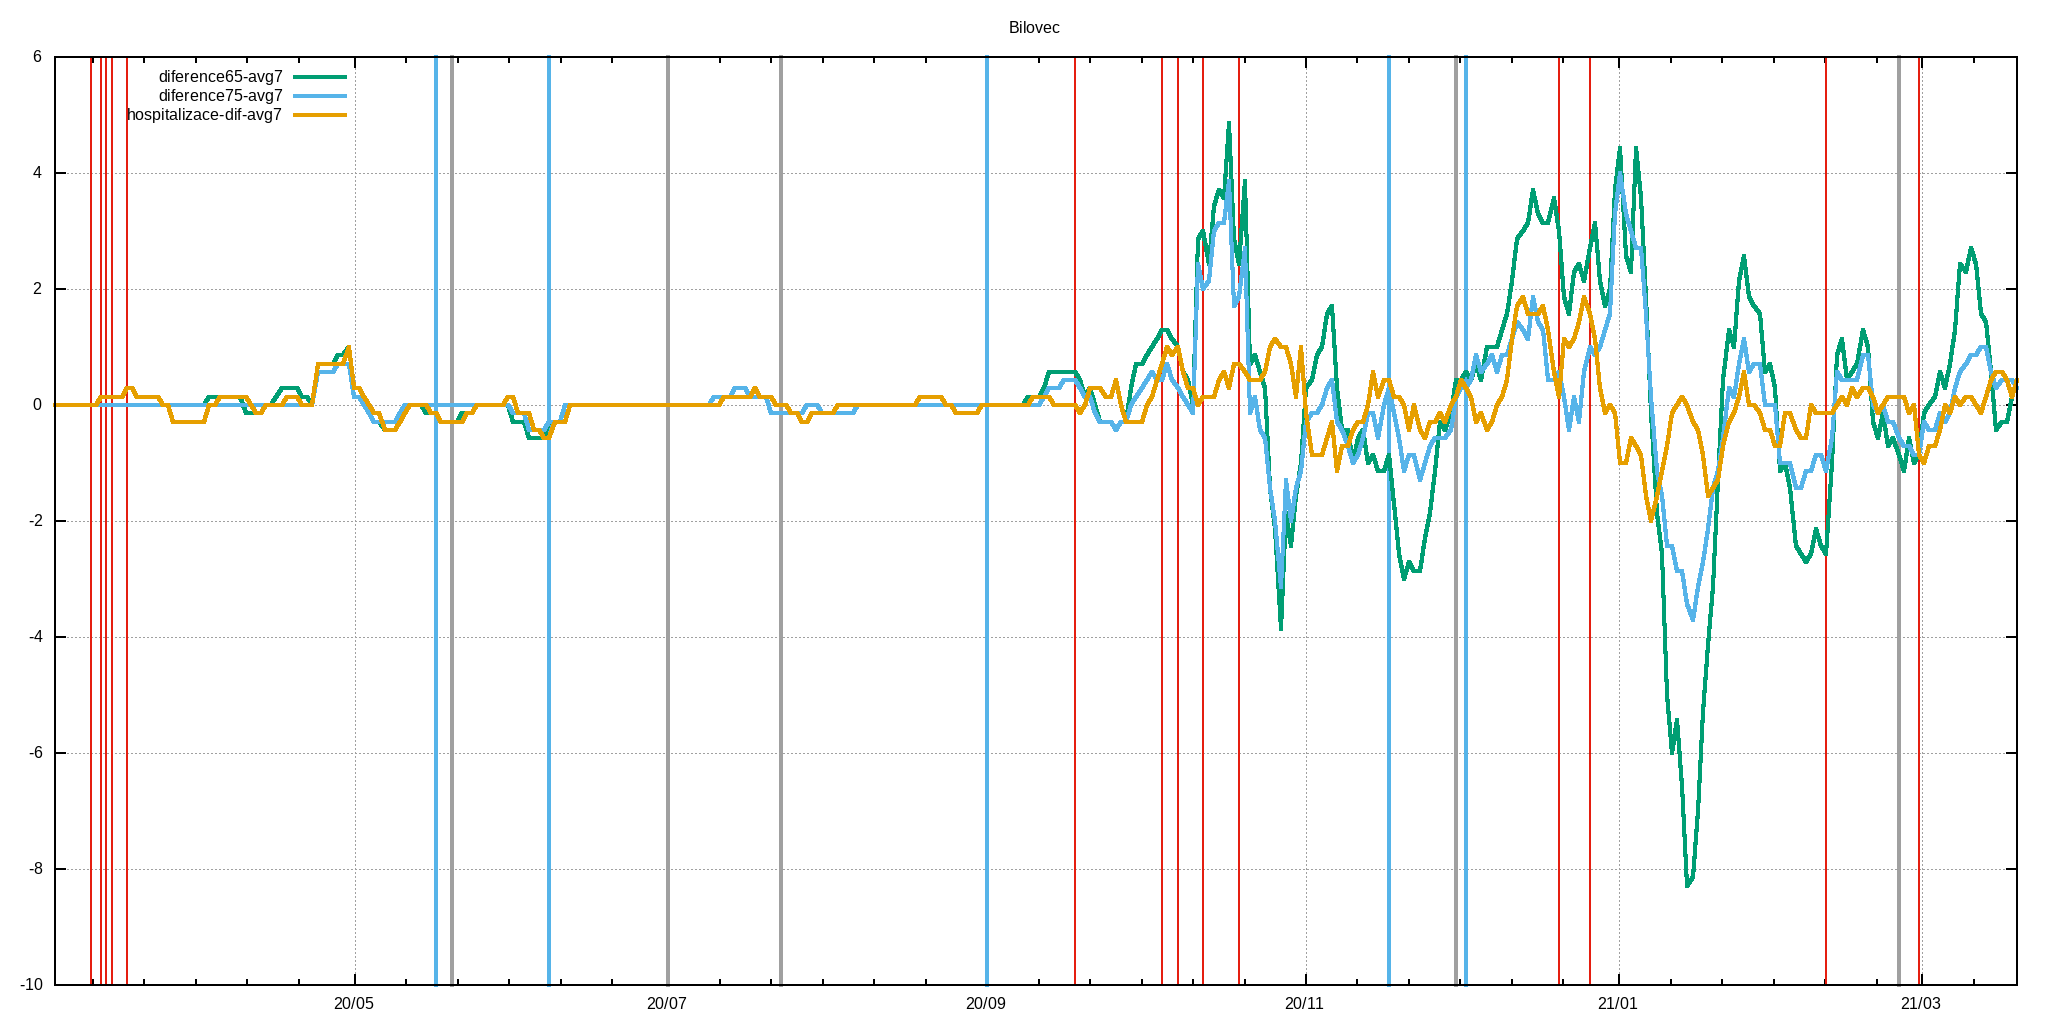 Bilovec
6
diference65-avg7
diference75-avg7
hospitalizace-dif-avg7
4
2
0
-2
-4
-6
-8
-10
20/05 20/07 20/09 20/11 21/01 21/03